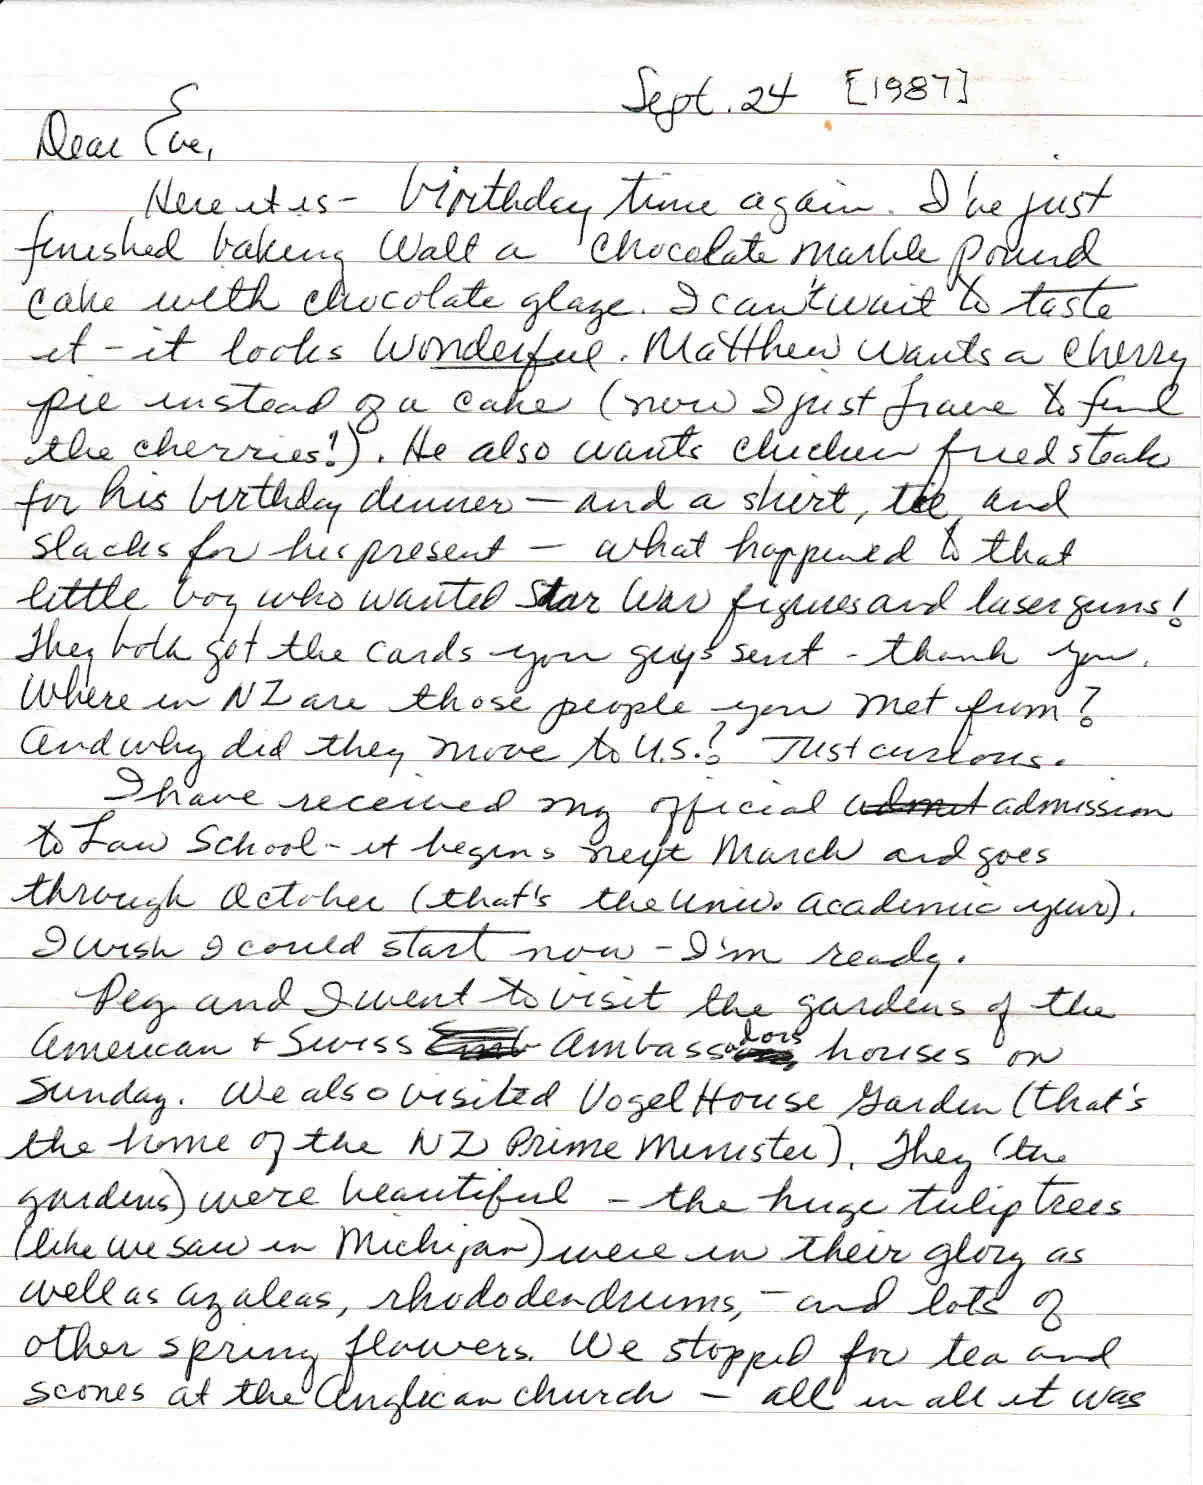 Sept. 24 [1987]
Dear Eve,
Here it is - birthday time again. I've just
finished baking Walt a chocolate marble pound
cake with chocolate glaze. I can't wait to taste
it - it looks wonderful. Matthew wants a cherry
pie instead of a cake (now I just have to find
the cherries!). He also wants chicken fried steak
for his birthday dinner - and a shirt, tie, and
slacks for his present - what happened to that
little boy who wanted Star War figures and laser guns!
They both got the cards you guys sent - thank you.
Where in NZ are those people you met from?
And why did they move to U.S.? Just curious.
I have received my official admit admission
to Law School - it begins next March and goes
through October (that's the Univ. academic year).
I wish I could start now - I'm ready.
Peg and I went to visit the gardens of the
American + Swiss Ambassadors houses on
Sunday. We also visited Vogel House Garden (that's
the home of the NZ Prime Minister). They (the
gardens) were beautiful - the huge tulip trees
(like we saw in Michigan) were in their glory as
well as azaleas, rhododendrums, - and lots of
other spring flowers. We stopped for tea and
scones at the Anglican church - all in all it was